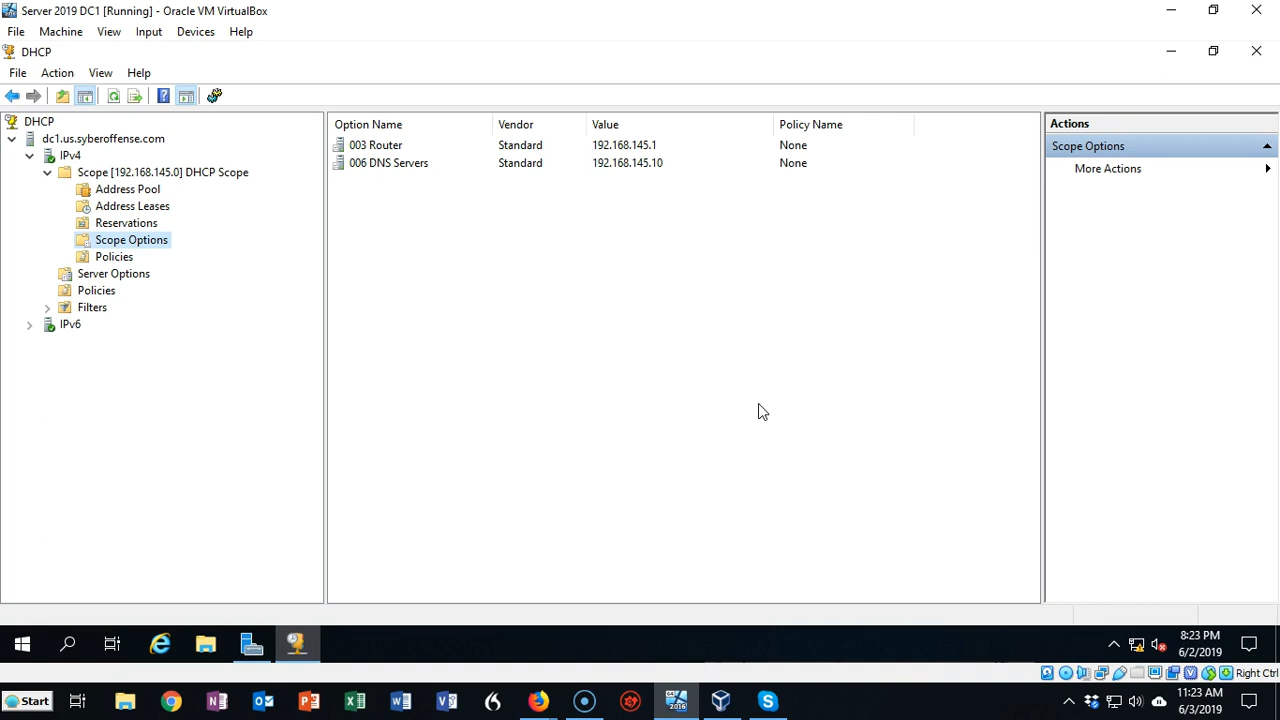 Server 2019 DC1 [Running] - Oracle VM VirtualBox
File Machine View Input Devices Help
DHCP
File Action View Help
DHCP
dc1.us.syberoffense.com
IPv4
Scope [192.168.145.0] DHCP Scope
Address Pool
Address Leases
Reservations
Scope Options
Policies
Server Options
Policies
Filters
IPv6
Option Name Vendor Value Policy Name
003 Router Standard 192.168.145.1 None
006 DNS Servers Standard 192.168.145.10 None
Actions
Scope Options
More Actions
8:23 PM
6/2/2019
Right Ctrl
Start
2016
11:23 AM
6/3/2019